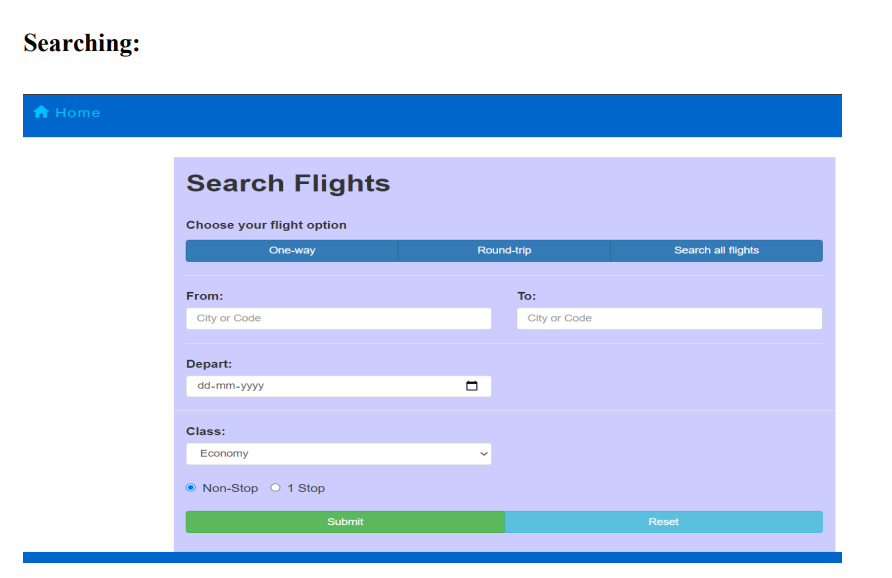 Searching:
Home
Search Flights
Choose your flight option
One-way Round-trip Search all flights
From: To:
City or Code City or Code
Depart:
dd-mm-yyyy
Class:
Economy
Non-Stop 1 Stop
Submit Reset